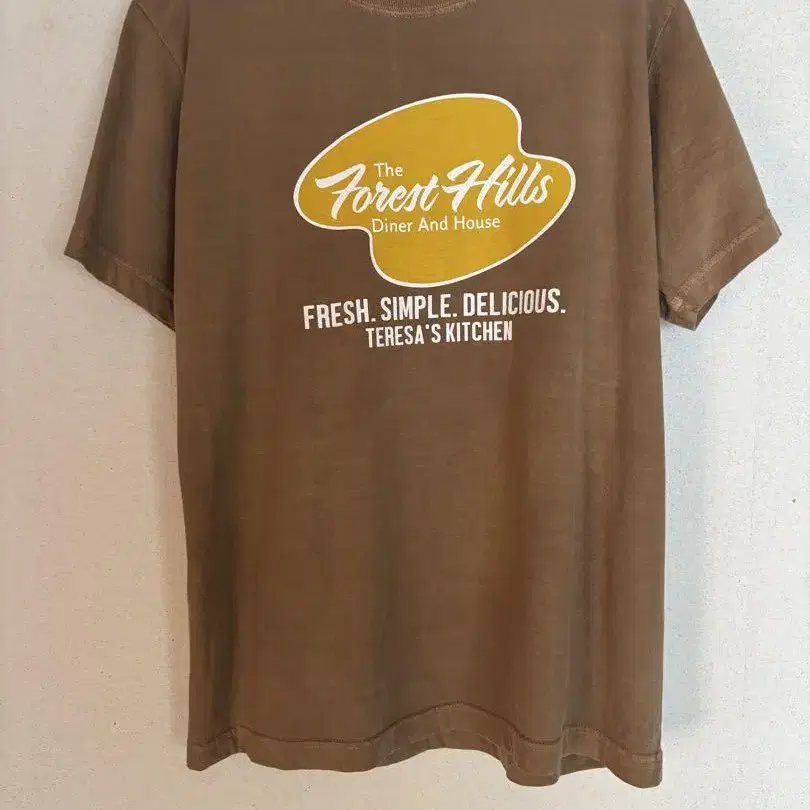 The
Forest Hills
Diner And House
FRESH. SIMPLE. DELICIOUS.
TERESA'S KITCHEN